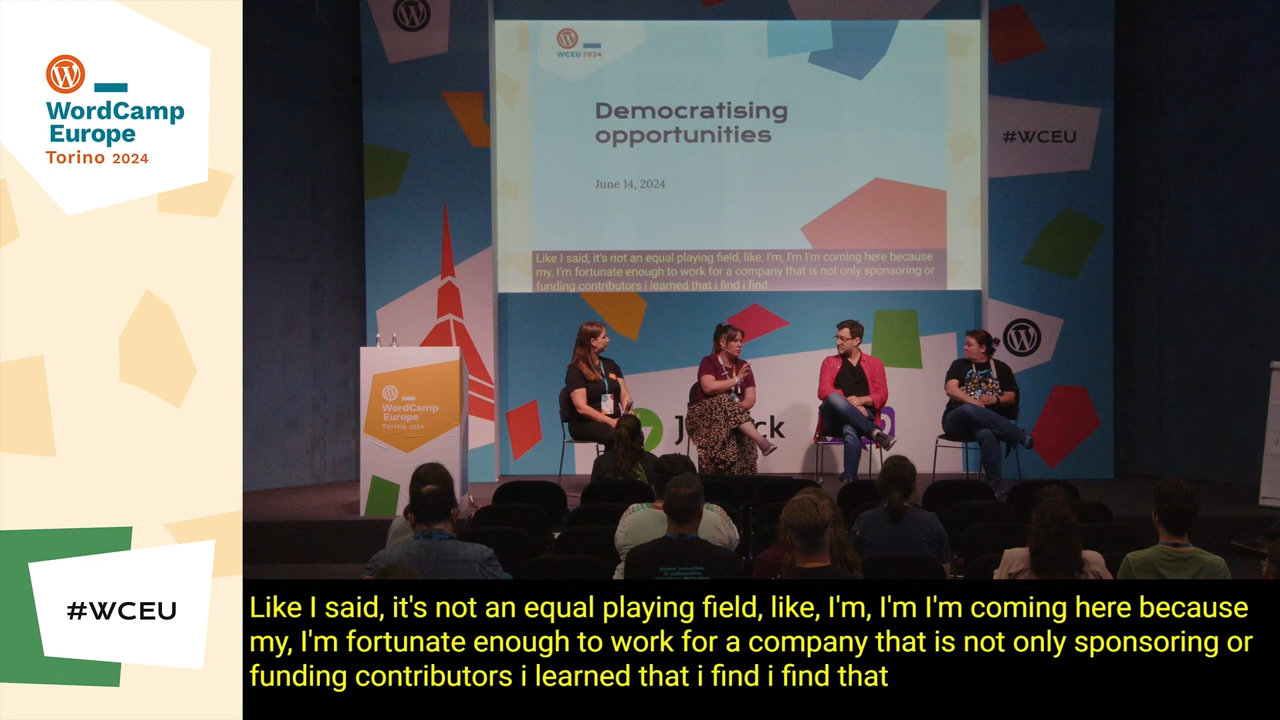 WordCamp
Europe
Torino 2024
#WCEU
WCEU 2024
Democratising
opportunities
June 14, 2024
Like I said, it's not an equal playing field, like, I'm, I'm I'm coming here because
my, I'm fortunate enough to work for a company that is not only sponsoring or
funding contributors i learned that i find i find
#WCEU
WordCamp
Europe
Torino 2024
Like I said, it's not an equal playing field, like, I'm, I'm I'm coming here because
my, I'm fortunate enough to work for a company that is not only sponsoring or
funding contributors i learned that i find i find that